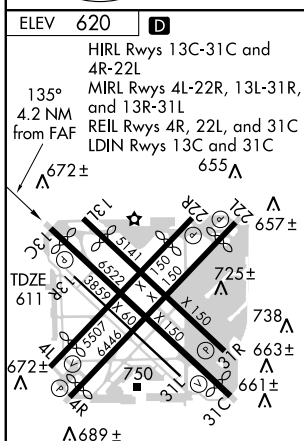 ELEV 620 D
HIRL Rwys 13C-31C and
4R-22L
MIRL Rwys 4L-22R, 13L-31R,
and 13R-31L
REIL Rwys 4R, 22L, and 31C
LDIN Rwys 13C and 31C
135°
4.2 NM
from FAF
672±
655
13L
22R
22L
P
P
657±
13C
V
5141
X 150
X 150
TDZE
611
13R
6522
3859 X 60
725±
X 150
X 150
738
4L
V
5507
6446
672±
750
31R
P
663±
P
4R
31L
V
661±
31C
689±